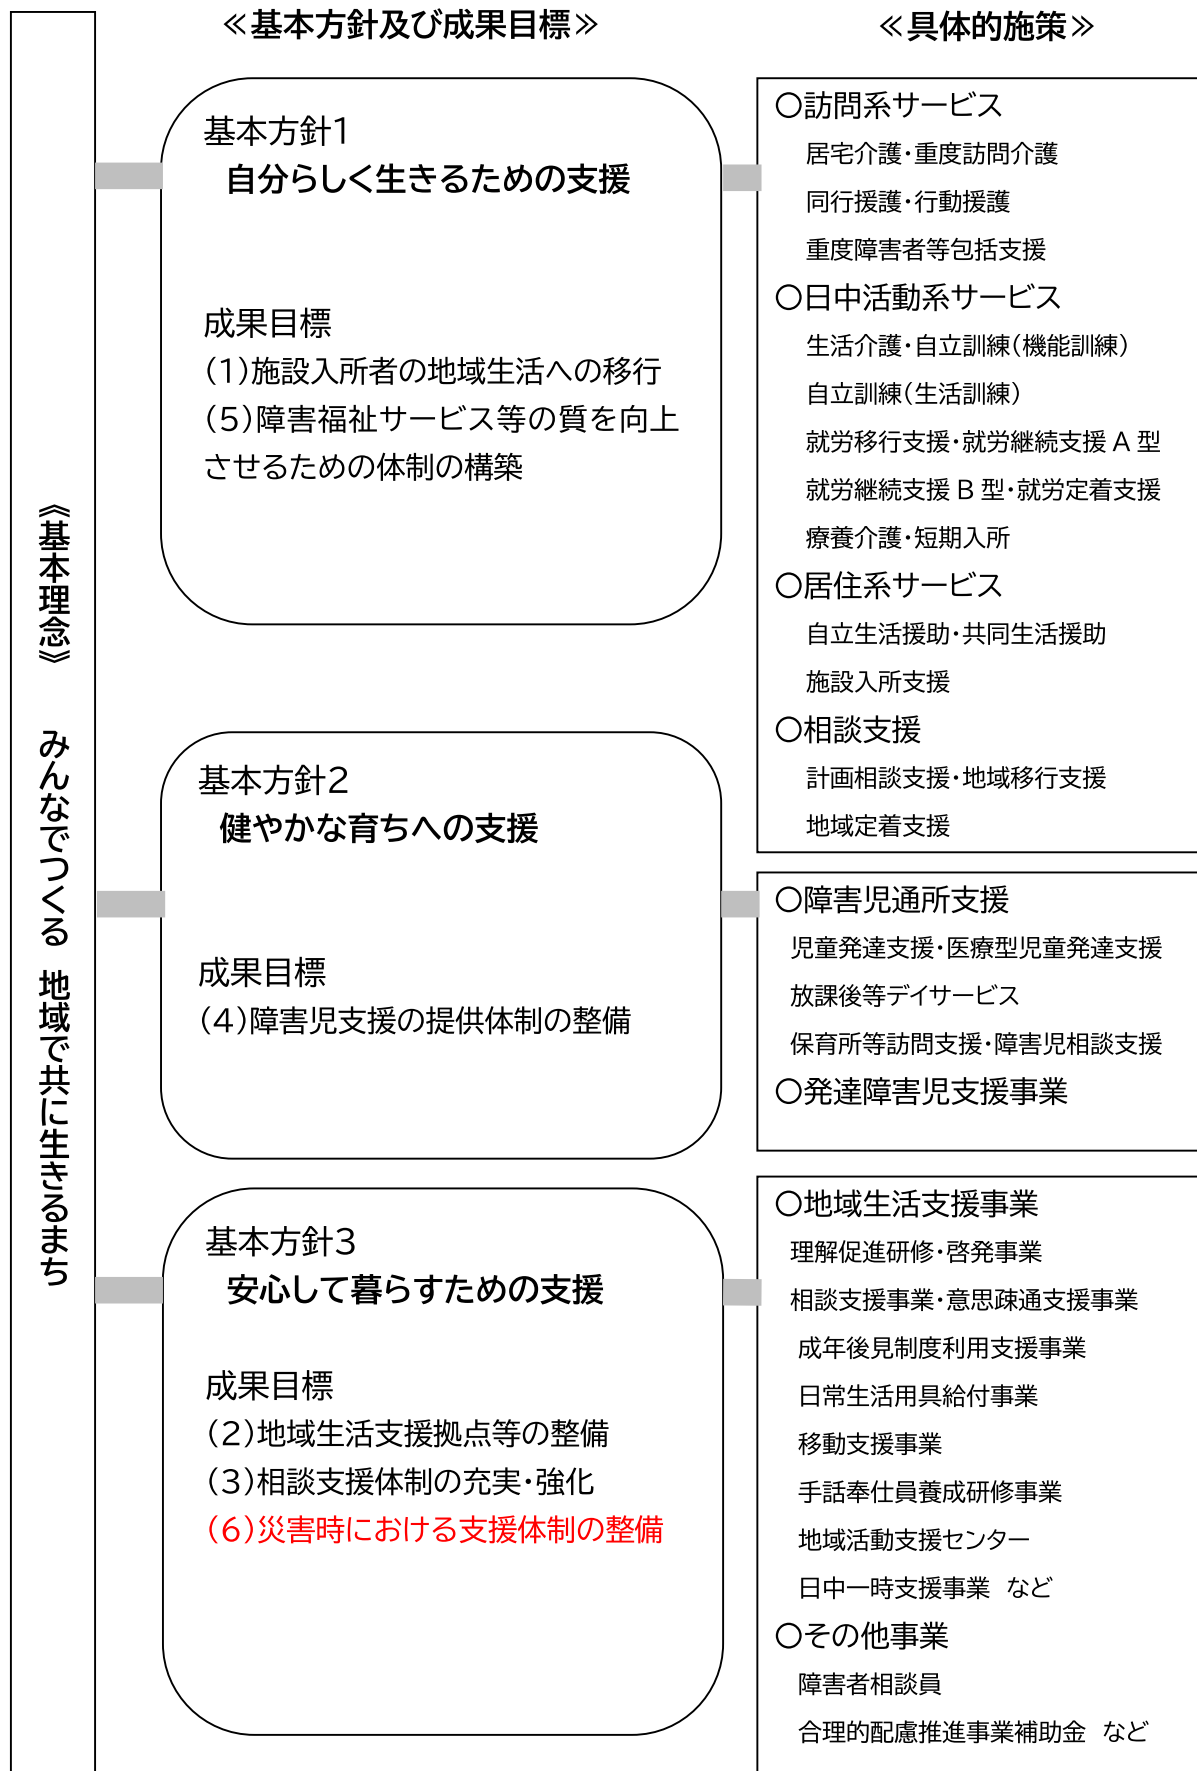 ≪基本方針及び成果目標≫
≪具体的施策≫
《基本理念》　みんなでつくる 地域で共に生きるまち
基本方針1
自分らしく生きるための支援
成果目標
(1)施設入所者の地域生活への移行
(5)障害福祉サービス等の質を向上
させるための体制の構築
〇訪問系サービス
居宅介護・重度訪問介護
同行援護・行動援護
重度障害者等包括支援
〇日中活動系サービス
生活介護・自立訓練(機能訓練)
自立訓練(生活訓練)
就労移行支援・就労継続支援 A 型
就労継続支援 B 型・就労定着支援
療養介護・短期入所
〇居住系サービス
自立生活援助・共同生活援助
施設入所支援
〇相談支援
計画相談支援・地域移行支援
地域定着支援
基本方針2
健やかな育ちへの支援
成果目標
(4)障害児支援の提供体制の整備
〇障害児通所支援
児童発達支援・医療型児童発達支援
放課後等デイサービス
保育所等訪問支援・障害児相談支援
〇発達障害児支援事業
基本方針3
安心して暮らすための支援
成果目標
(2)地域生活支援拠点等の整備
(3)相談支援体制の充実・強化
(6)災害時における支援体制の整備
〇地域生活支援事業
理解促進研修・啓発事業
相談支援事業・意思疎通支援事業
成年後見制度利用支援事業
日常生活用具給付事業
移動支援事業
手話奉仕員養成研修事業
地域活動支援センター
日中一時支援事業　など
〇その他事業
障害者相談員
合理的配慮推進事業補助金　など